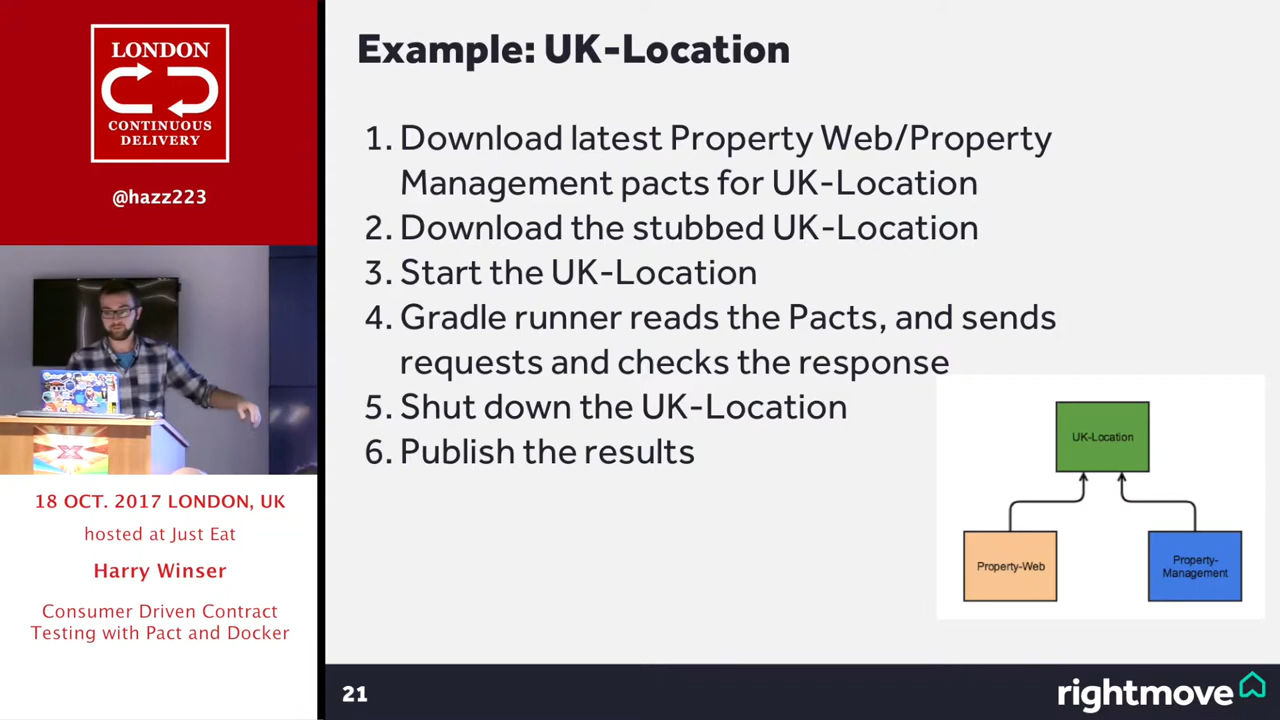 LONDON
CONTINUOUS
DELIVERY
@hazz223
18 OCT. 2017 LONDON, UK
hosted at Just Eat
Harry Winser
Consumer Driven Contract
Testing with Pact and Docker
Example: UK-Location
1. Download latest Property Web/Property
Management pacts for UK-Location
2. Download the stubbed UK-Location
3. Start the UK-Location
4. Gradle runner reads the Pacts, and sends
requests and checks the response
5. Shut down the UK-Location
6. Publish the results
UK-Location
Property-Web
Property-
Management
21
rightmove